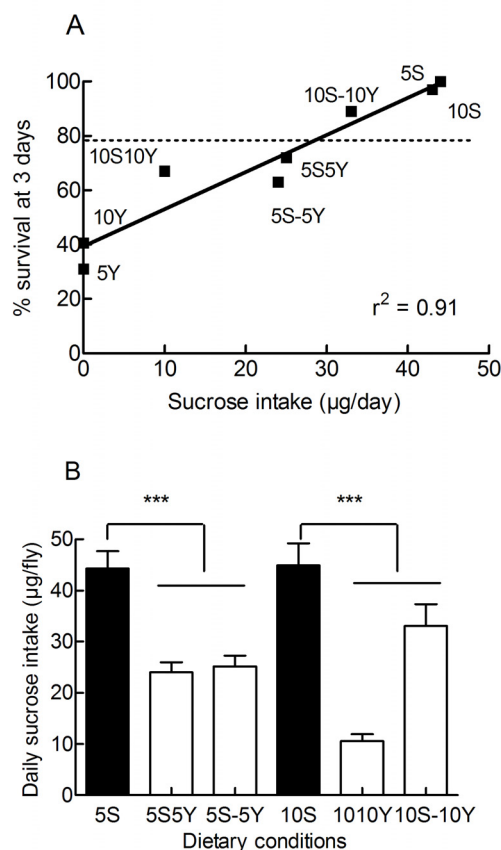 A
% survival at 3 days
100
80
60
40
20
0
5S
10S-10Y
10S
10S10Y
5S5Y
5S-5Y
10Y
5Y
r² = 0.91
0 10 20 30 40 50
Sucrose intake (µg/day)
B
*** ***
Daily sucrose intake (µg/fly)
50
40
30
20
10
0
5S 5S5Y 5S-5Y 10S 1010Y 10S-10Y
Dietary conditions